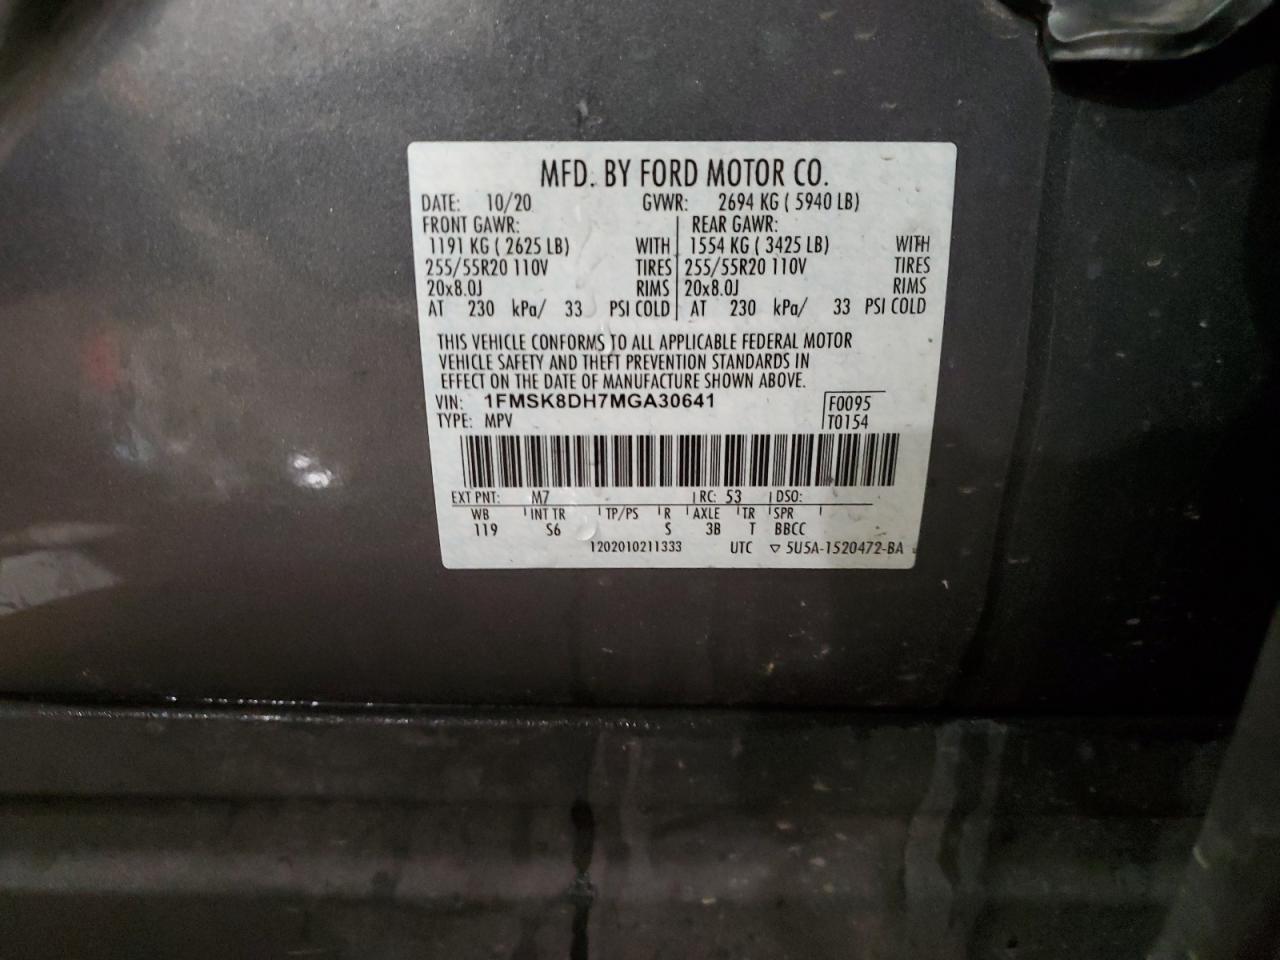 MFD. BY FORD MOTOR CO.
DATE: 10/20 GVWR: 2694 KG ( 5940 LB)
FRONT GAWR: REAR GAWR:
1191 KG ( 2625 LB) WITH 1554 KG ( 3425 LB) WITH
255/55R20 110V TIRES 255/55R20 110V TIRES
20x8.0J RIMS 20x8.0J RIMS
AT 230 kPa/ 33 PSI COLD AT 230 kPa/ 33 PSI COLD
THIS VEHICLE CONFORMS TO ALL APPLICABLE FEDERAL MOTOR
VEHICLE SAFETY AND THEFT PREVENTION STANDARDS IN
EFFECT ON THE DATE OF MANUFACTURE SHOWN ABOVE.
VIN: 1FMSK8DH7MGA30641 F0095
TYPE: MPV T0154
EXT PNT: M7 RC: 53 DSO:
WB INT TR TP/PS R AXLE TR SPR
119 S6 S 3B T BBCC
1202010211333 UTC ▽ 5U5A-1520472-BA